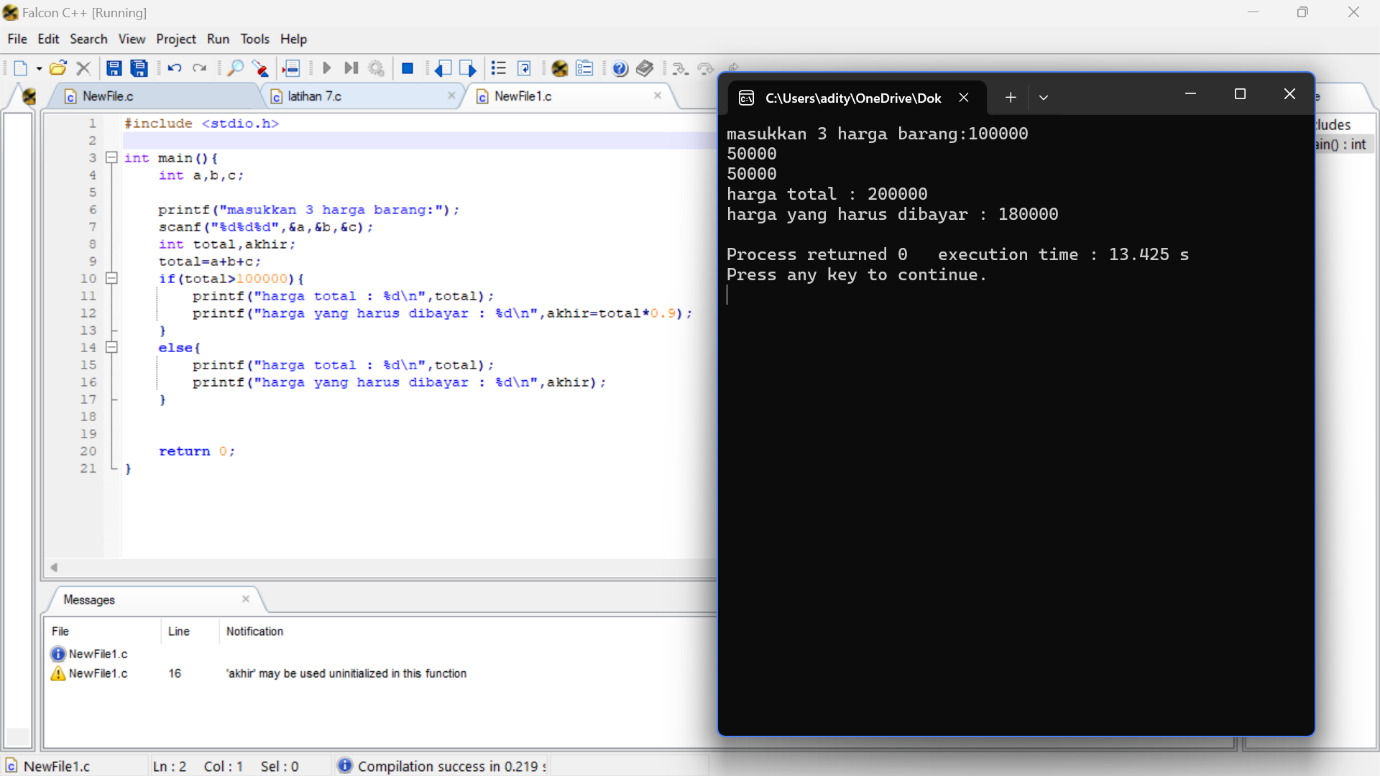 Falcon C++ [Running]
File Edit Search View Project Run Tools Help
NewFile.c
latihan 7.c
NewFile1.c
1 #include <stdio.h>
2
3 int main(){
4 int a,b,c;
5
6 printf("masukkan 3 harga barang:");
7 scanf("%d%d%d",&a,&b,&c);
8 int total,akhir;
9 total=a+b+c;
10 if(total>100000){
11 printf("harga total : %d\n",total);
12 printf("harga yang harus dibayar : %d\n",akhir=total*0.9);
13 }
14 else{
15 printf("harga total : %d\n",total);
16 printf("harga yang harus dibayar : %d\n",akhir);
17 }
18
19
20 return 0;
21 }
C:\Users\adity\OneDrive\Dok
masukkan 3 harga barang:100000
50000
50000
harga total : 200000
harga yang harus dibayar : 180000
Process returned 0 execution time : 13.425 s
Press any key to continue.
ain() : int
Messages
File Line Notification
NewFile1.c
NewFile1.c 16 'akhir' may be used uninitialized in this function
NewFile1.c Ln : 2 Col : 1 Sel : 0 Compilation success in 0.219 s